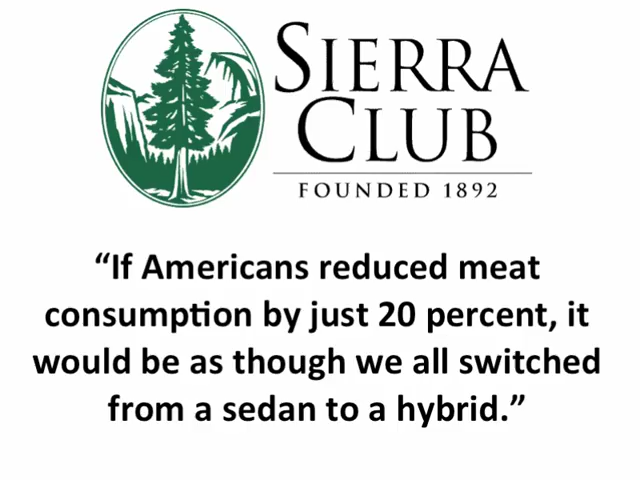 SIERRA
CLUB
FOUNDED 1892
“If Americans reduced meat
consumption by just 20 percent, it
would be as though we all switched
from a sedan to a hybrid.”